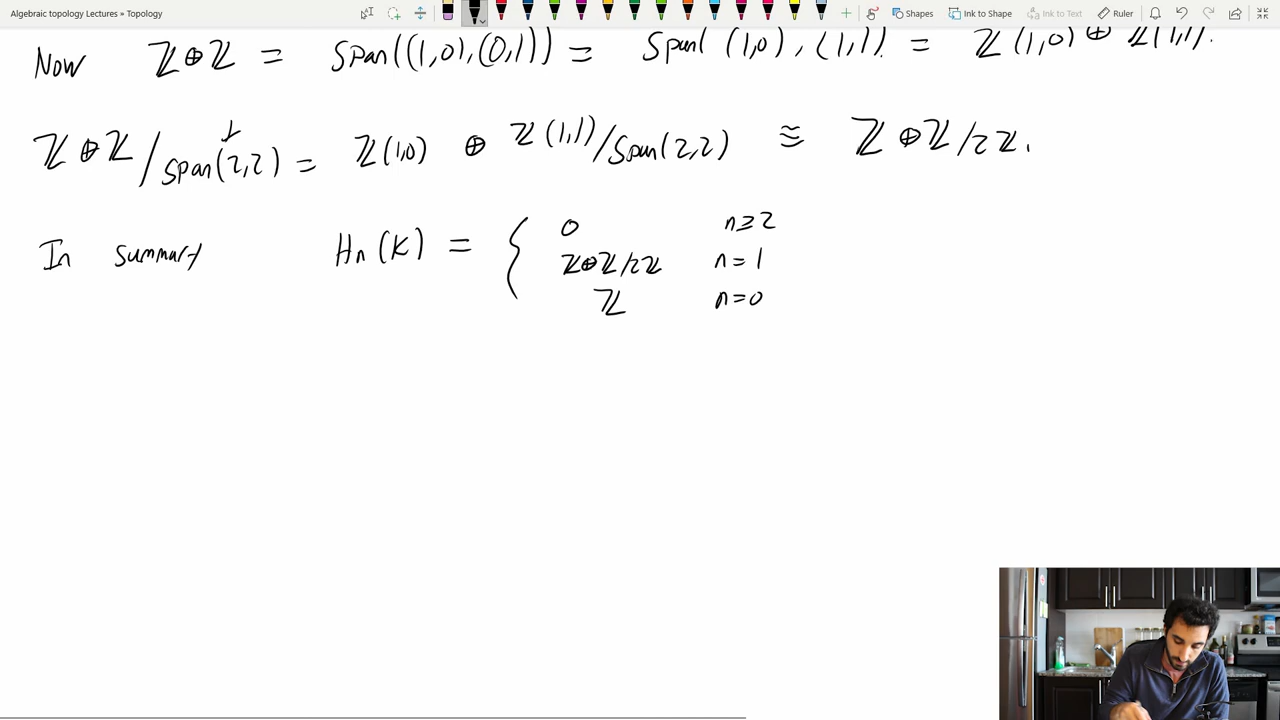 Algebraic topology Lectures » Topology
Shapes Ink to Shape Ink to Text Ruler
Now ℤ⊕ℤ = Span((1,0),(0,1)) = Span( (1,0), (1,1) = ℤ(1,0) ⊕ ℤ(1,1).
ℤ⊕ℤ/span(2,2) = ℤ(1,0) ⊕ ℤ(1,1)/span(2,2) ≅ ℤ⊕ℤ/2ℤ.
In summary Hn(K) = { 0 n≥2
ℤ⊕ℤ/2ℤ n=1
ℤ n=0